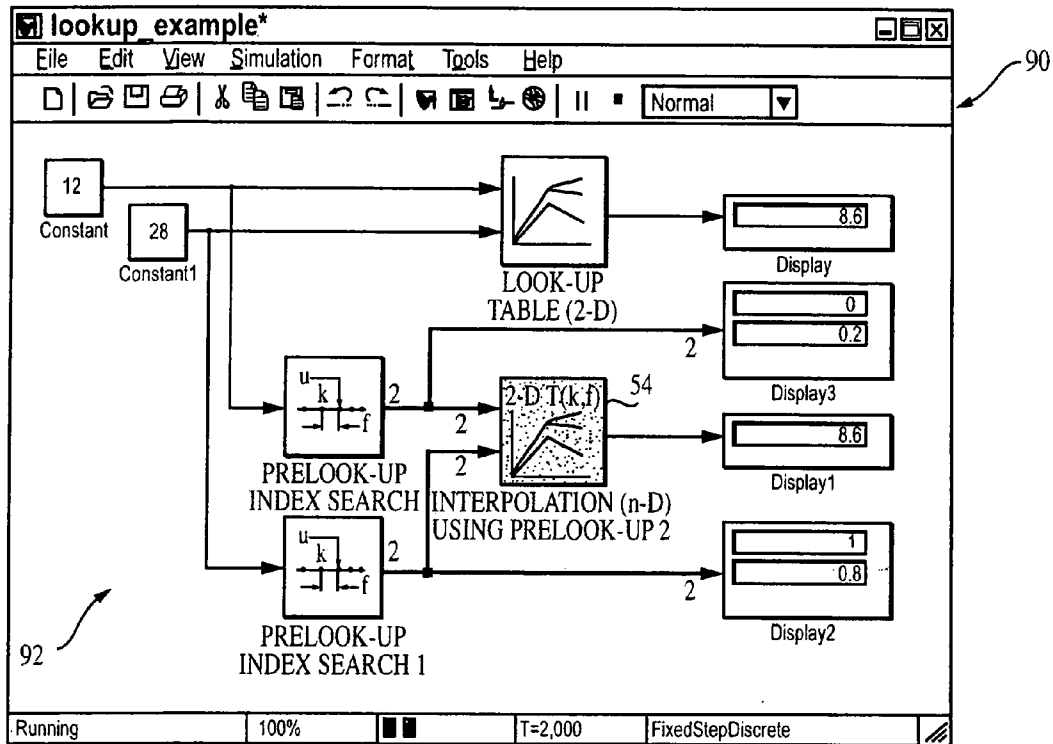 lookup_example*
File Edit View Simulation Format Tools Help
Normal
90
12
Constant
28
Constant1
LOOK-UP
TABLE (2-D)
8.6
Display
0
0.2
Display3
2
u
k
f
2
PRELOOK-UP
INDEX SEARCH
2
2
2-D T(k,f)
54
INTERPOLATION (n-D)
USING PRELOOK-UP 2
8.6
Display1
u
k
f
2
PRELOOK-UP
INDEX SEARCH 1
2
1
0.8
Display2
92
Running 100% T=2,000 FixedStepDiscrete